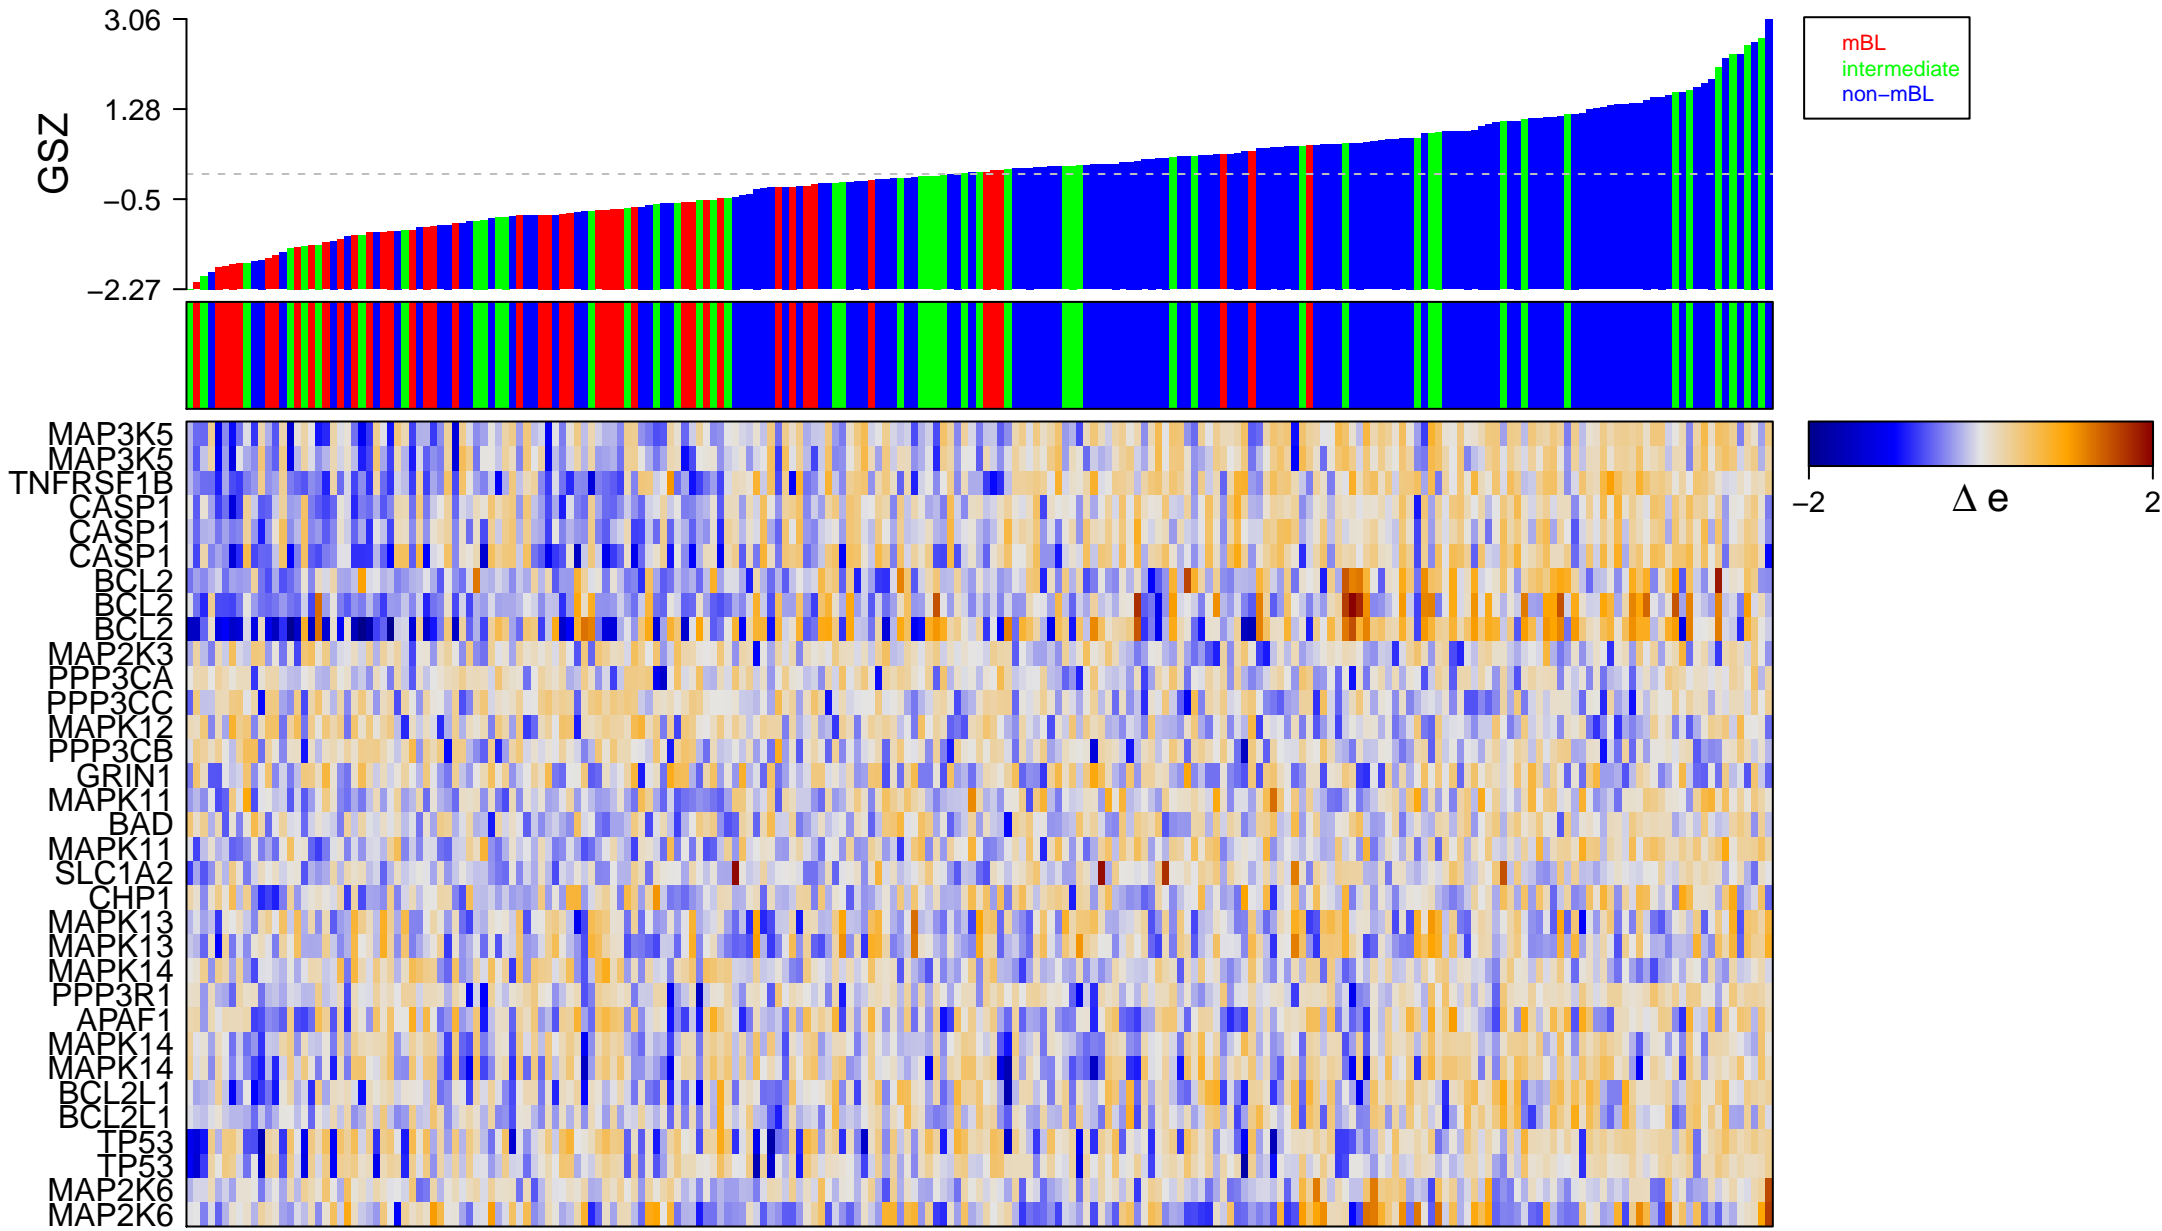 3.06
1.28
−0.5
−2.27
GSZ
mBL
intermediate
non−mBL
MAP3K5
MAP3K5
TNFRSF1B
CASP1
CASP1
CASP1
BCL2
BCL2
BCL2
MAP2K3
PPP3CA
PPP3CC
MAPK12
PPP3CB
GRIN1
MAPK11
BAD
MAPK11
SLC1A2
CHP1
MAPK13
MAPK13
MAPK14
PPP3R1
APAF1
MAPK14
MAPK14
BCL2L1
BCL2L1
TP53
TP53
MAP2K6
MAP2K6
−2 Δ e 2